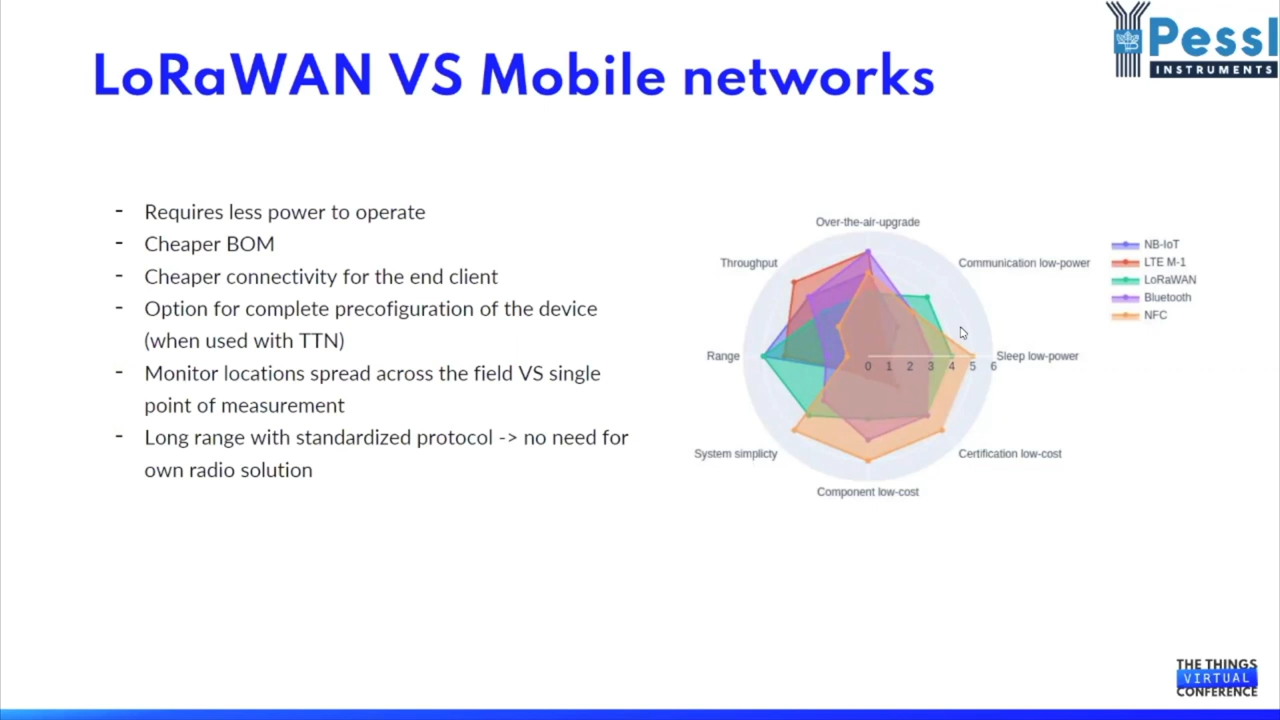 Pessl
INSTRUMENTS
LoRaWAN VS Mobile networks
- Requires less power to operate
- Cheaper BOM
- Cheaper connectivity for the end client
- Option for complete precofiguration of the device
(when used with TTN)
- Monitor locations spread across the field VS single
point of measurement
- Long range with standardized protocol -> no need for
own radio solution
Over-the-air-upgrade
Throughput
Communication low-power
Range
Sleep low-power
0 1 2 3 4 5 6
System simplicty
Certification low-cost
Component low-cost
NB-IoT
LTE M-1
LoRaWAN
Bluetooth
NFC
THE THINGS
VIRTUAL
CONFERENCE